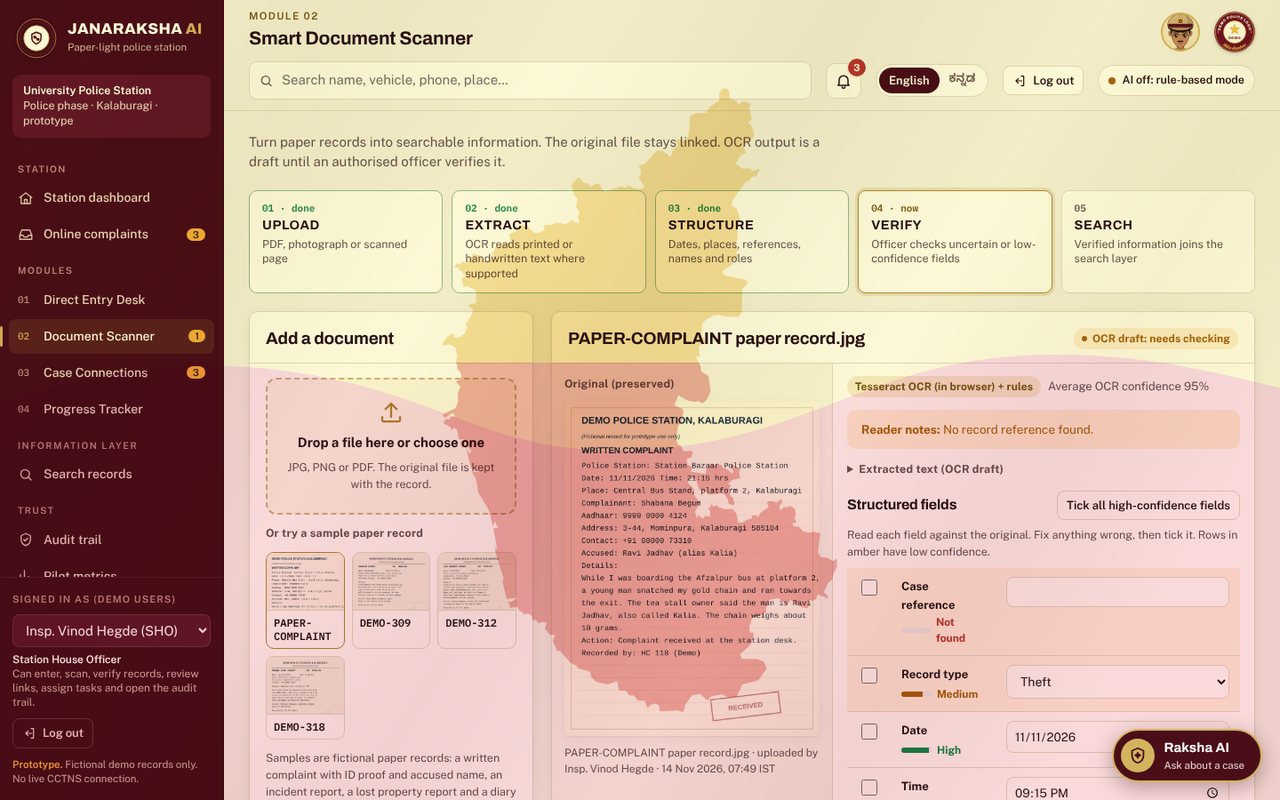 JANARAKSHA AI
Paper-light police station
University Police Station
Police phase · Kalaburagi ·
prototype
STATION
Station dashboard
Online complaints 3
MODULES
01 Direct Entry Desk
02 Document Scanner 1
03 Case Connections 3
04 Progress Tracker
INFORMATION LAYER
Search records
TRUST
Audit trail
Pilot metrics
SIGNED IN AS (DEMO USERS)
Insp. Vinod Hegde (SHO)
Station House Officer
Can enter, scan, verify records, review
links, assign tasks and open the audit
trail.
Log out
Prototype. Fictional demo records only.
No live CCTNS connection.
MODULE 02
Smart Document Scanner
Search name, vehicle, phone, place...
3
English
ಕನ್ನಡ
Log out
AI off: rule-based mode
Turn paper records into searchable information. The original file stays linked. OCR output is a
draft until an authorised officer verifies it.
01 · done
UPLOAD
PDF, photograph or scanned
page
02 · done
EXTRACT
OCR reads printed or
handwritten text where
supported
03 · done
STRUCTURE
Dates, places, references,
names and roles
04 · now
VERIFY
Officer checks uncertain or low-
confidence fields
05
SEARCH
Verified information joins the
search layer
Add a document
Drop a file here or choose one
JPG, PNG or PDF. The original file is kept
with the record.
Or try a sample paper record
PAPER-
COMPLAINT
DEMO-309
DEMO-312
DEMO-318
Samples are fictional paper records: a written
complaint with ID proof and accused name, an
incident report, a lost property report and a diary
PAPER-COMPLAINT paper record.jpg
OCR draft: needs checking
Original (preserved)
DEMO POLICE STATION, KALABURAGI
(Fictional record for prototype use only)
WRITTEN COMPLAINT
Police Station: Station Bazaar Police Station
Date: 11/11/2026 Time: 21:15 hrs
Place: Central Bus Stand, platform 2, Kalaburagi
Complainant: Shabana Begum
Aadhaar: 9999 0000 4124
Address: 3-44, Mominpura, Kalaburagi 585104
Contact: +91 00000 73310
Accused: Ravi Jadhav (alias Kalia)
Details:
While I was boarding the Afzalpur bus at platform 2,
a young man snatched my gold chain and ran towards
the exit. The tea stall owner said the man is Ravi
Jadhav, also called Kalia. The chain weighs about
10 grams.
Action: Complaint received at the station desk.
Recorded by: HC 118 (Demo)
RECEIVED
PAPER-COMPLAINT paper record.jpg · uploaded by
Insp. Vinod Hegde · 14 Nov 2026, 07:49 IST
Tesseract OCR (in browser) + rules
Average OCR confidence 95%
Reader notes: No record reference found.
Extracted text (OCR draft)
Structured fields
Tick all high-confidence fields
Read each field against the original. Fix anything wrong, then tick it. Rows in
amber have low confidence.
Case
reference
Not
found
Record type
Medium
Theft
Date
High
11/11/2026
Time
09:15 PM
Raksha AI
Ask about a case